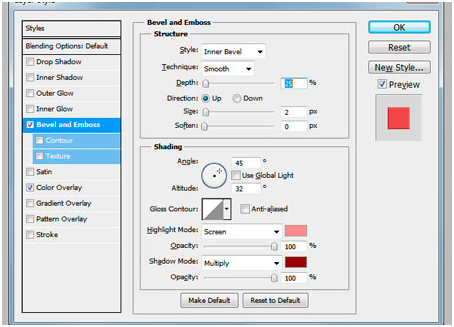 Styles
Blending Options: Default
Drop Shadow
Inner Shadow
Outer Glow
Inner Glow
Bevel and Emboss
Contour
Texture
Satin
Color Overlay
Gradient Overlay
Pattern Overlay
Stroke
Bevel and Emboss
Structure
Style: Inner Bevel
Technique: Smooth
Depth: 25 %
Direction: Up Down
Size: 2 px
Soften: 0 px
Shading
Angle: 45 °
Use Global Light
Altitude: 32 °
Gloss Contour: Anti-aliased
Highlight Mode: Screen
Opacity: 100 %
Shadow Mode: Multiply
Opacity: 100 %
Make Default Reset to Default
OK
Reset
New Style...
Preview